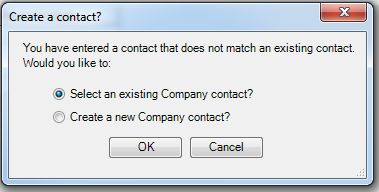 Create a contact?
You have entered a contact that does not match an existing contact.
Would you like to:
Select an existing Company contact?
Create a new Company contact?
OK
Cancel